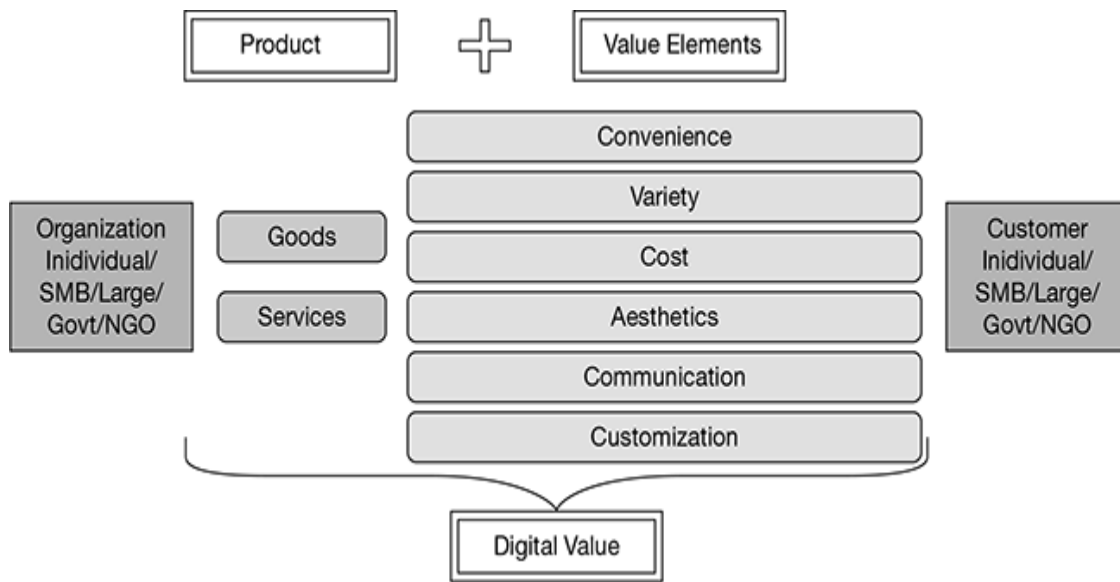 Product
Value Elements
Convenience
Variety
Organization
Inidividual/
SMB/Large/
Govt/NGO
Goods
Services
Cost
Aesthetics
Customer
Inidividual/
SMB/Large/
Govt/NGO
Communication
Customization
Digital Value